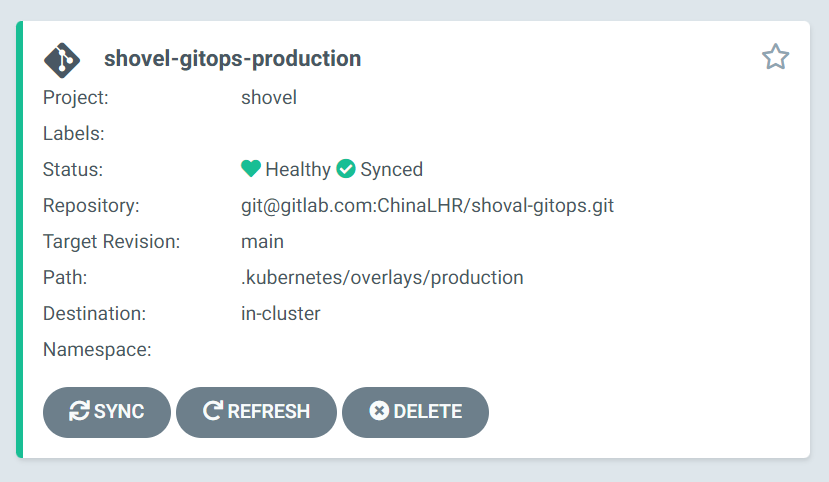 shovel-gitops-production
Project: shovel
Labels:
Status: Healthy Synced
Repository: git@gitlab.com:ChinaLHR/shoval-gitops.git
Target Revision: main
Path: .kubernetes/overlays/production
Destination: in-cluster
Namespace:
SYNC REFRESH DELETE